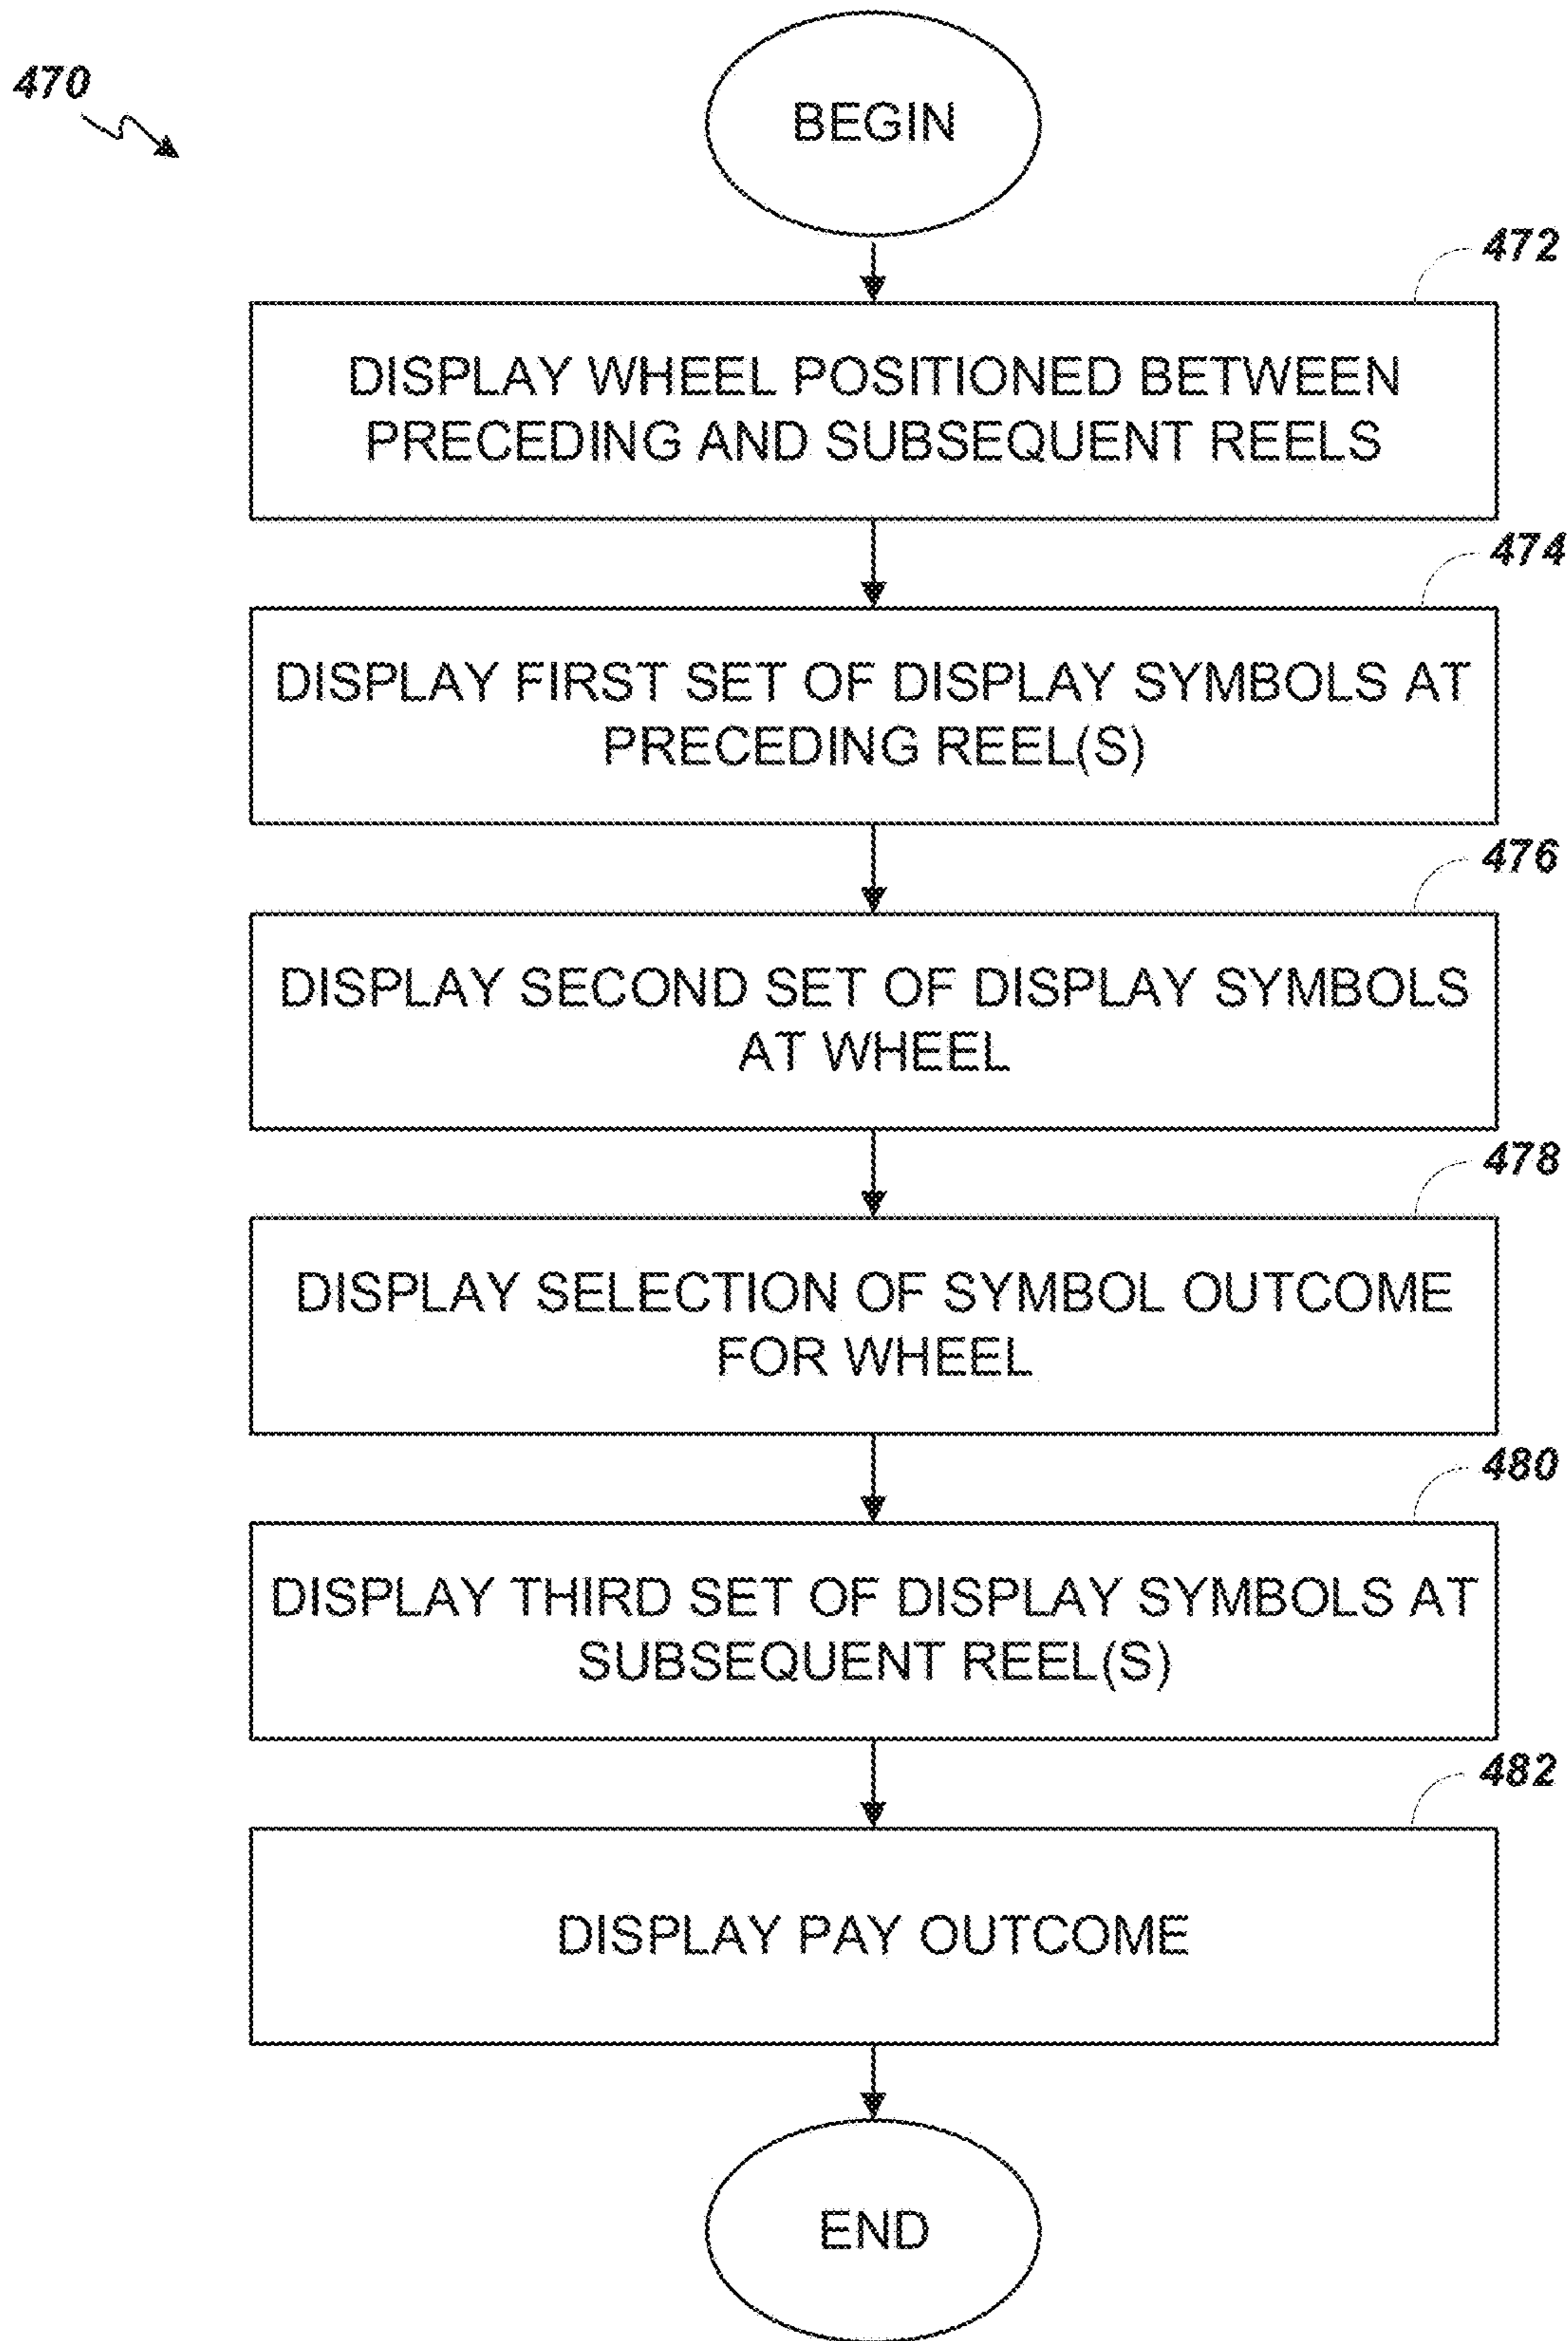 470
BEGIN
472
DISPLAY WHEEL POSITIONED BETWEEN
PRECEDING AND SUBSEQUENT REELS
474
DISPLAY FIRST SET OF DISPLAY SYMBOLS AT
PRECEDING REEL(S)
476
DISPLAY SECOND SET OF DISPLAY SYMBOLS
AT WHEEL
478
DISPLAY SELECTION OF SYMBOL OUTCOME
FOR WHEEL
480
DISPLAY THIRD SET OF DISPLAY SYMBOLS AT
SUBSEQUENT REEL(S)
482
DISPLAY PAY OUTCOME
END